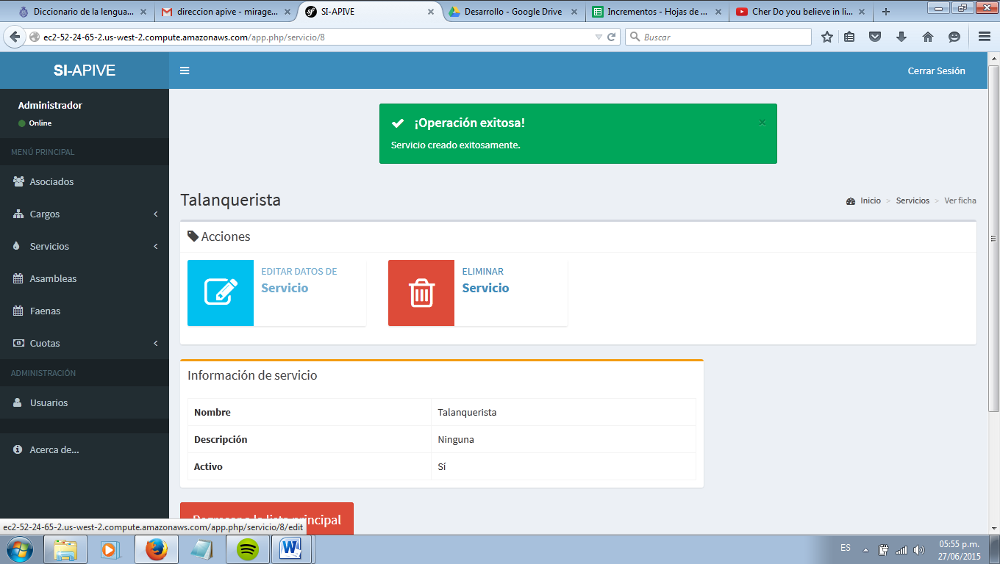 Diccionario de la lengua...
direccion apive - mirage...
SI-APIVE
Desarrollo - Google Drive
Incrementos - Hojas de ...
Cher Do you believe in li...
ec2-52-24-65-2.us-west-2.compute.amazonaws.com/app.php/servicio/8
Buscar
SI-APIVE
Cerrar Sesión
Administrador
Online
MENÚ PRINCIPAL
Asociados
Cargos
Servicios
Asambleas
Faenas
Cuotas
ADMINISTRACIÓN
Usuarios
Acerca de...
¡Operación exitosa!
Servicio creado exitosamente.
Talanquerista
Inicio > Servicios > Ver ficha
Acciones
EDITAR DATOS DE
Servicio
ELIMINAR
Servicio
Información de servicio
Nombre Talanquerista
Descripción Ninguna
Activo Sí
Regresar a la lista principal
ec2-52-24-65-2.us-west-2.compute.amazonaws.com/app.php/servicio/8/edit
ES
05:55 p.m.
27/06/2015